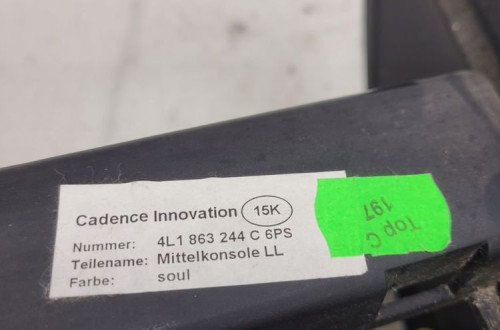 Cadence Innovation 15K
Nummer: 4L1 863 244 C 6PS
Teilename: Mittelkonsole LL
Farbe: soul
Top C
197